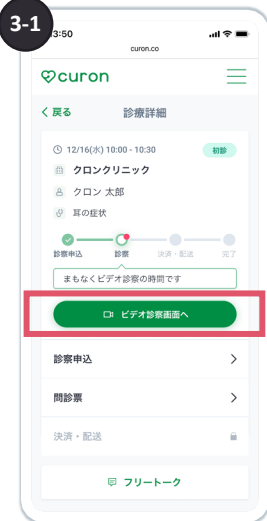 3-1
3:50
curon.co
curon
戻る 診療詳細
12/16(水) 10:00 - 10:30 初診
クロンクリニック
クロン 太郎
耳の症状
診察申込 診察 決済・配送 完了
まもなくビデオ診察の時間です
ビデオ診察画面へ
診察申込
問診票
決済・配送
フリートーク